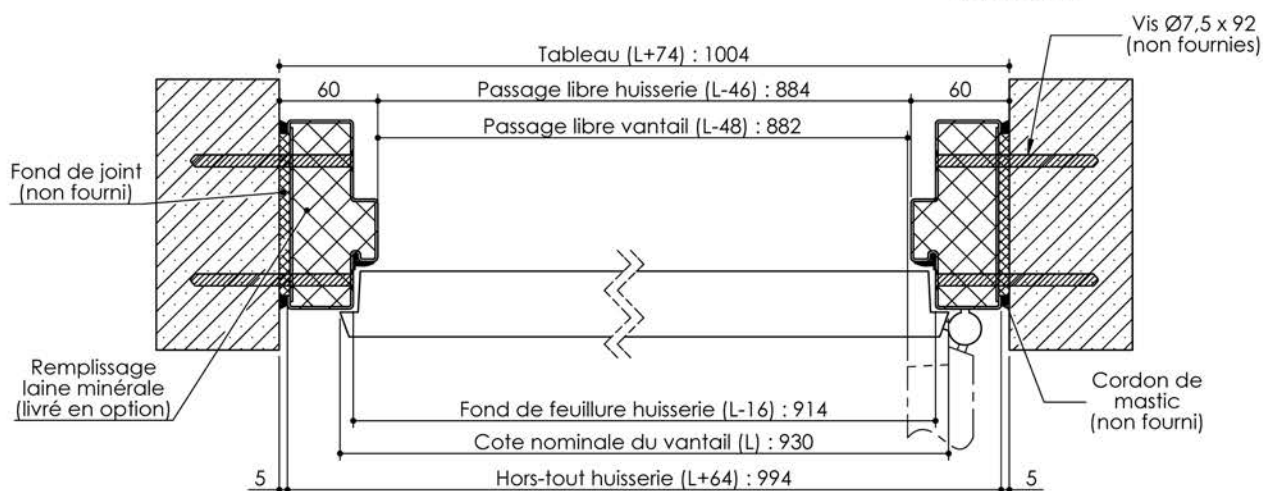 Vis Ø7,5 x 92
(non fournies)
Tableau (L+74) : 1004
60
Passage libre huisserie (L-46) : 884
60
Passage libre vantail (L-48) : 882
Fond de joint
(non fourni)
Remplissage
laine minérale
(livré en option)
Cordon de
mastic
(non fourni)
Fond de feuillure huisserie (L-16) : 914
Cote nominale du vantail (L) : 930
5
Hors-tout huisserie (L+64) : 994
5